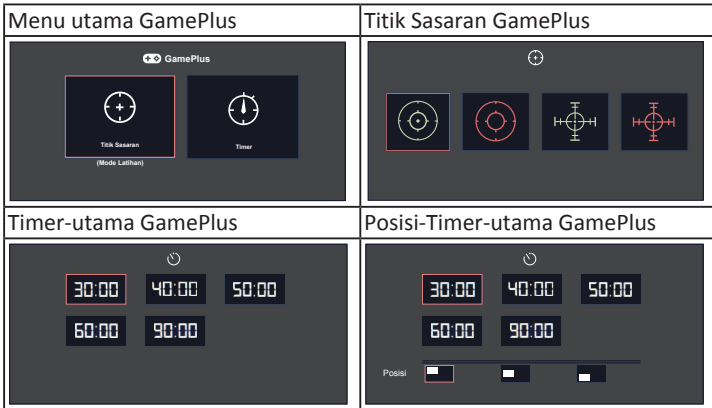 Menu utama GamePlus
Titik Sasaran GamePlus
GamePlus
Titik Sasaran
Timer
(Mode Latihan)
Timer-utama GamePlus
Posisi-Timer-utama GamePlus
30:00 40:00 50:00
60:00 90:00
30:00 40:00 50:00
60:00 90:00
Posisi